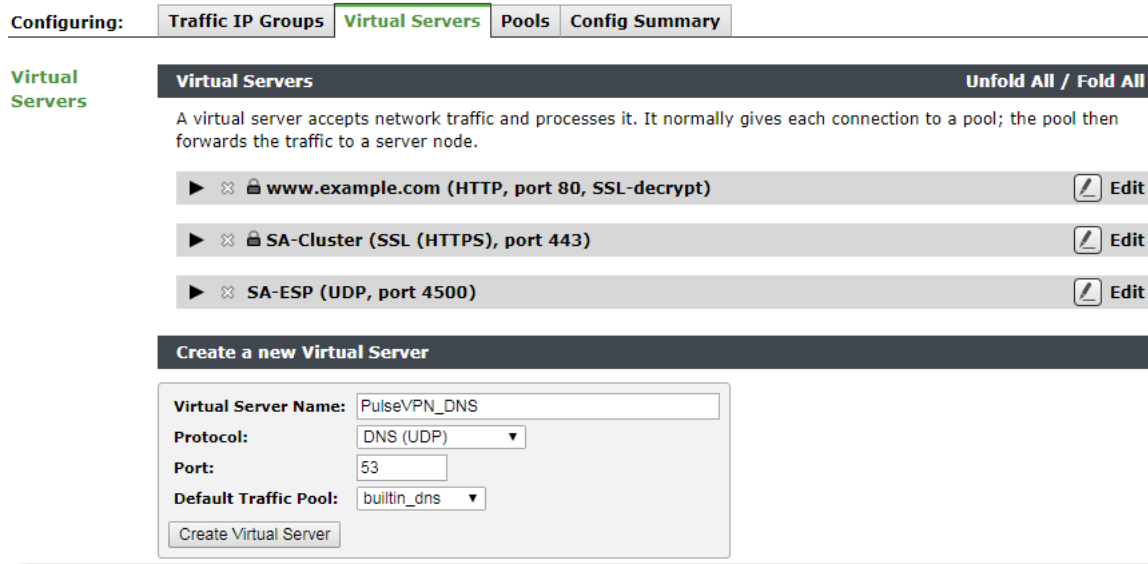 Configuring: Traffic IP Groups Virtual Servers Pools Config Summary
Virtual
Servers
Virtual Servers Unfold All / Fold All
A virtual server accepts network traffic and processes it. It normally gives each connection to a pool; the pool then
forwards the traffic to a server node.
www.example.com (HTTP, port 80, SSL-decrypt) Edit
SA-Cluster (SSL (HTTPS), port 443) Edit
SA-ESP (UDP, port 4500) Edit
Create a new Virtual Server
Virtual Server Name: PulseVPN_DNS
Protocol: DNS (UDP)
Port: 53
Default Traffic Pool: builtin_dns
Create Virtual Server